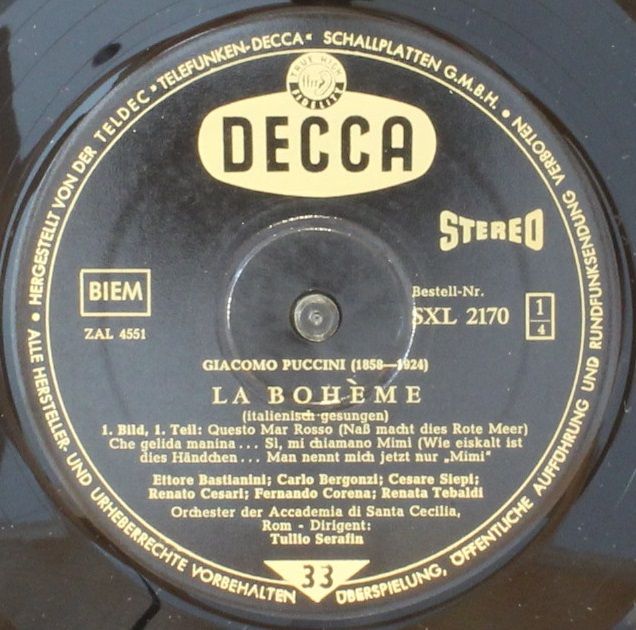 HERGESTELLT VON DER TELDEC • TELEFUNKEN-DECCA • SCHALLPLATTEN G.M.B.H. •
TRUE HIGH FIDELITY
DECCA
STEREO
BIEM
ZAL 4551
Bestell-Nr.
SXL 2170
1
4
GIACOMO PUCCINI (1858—1924)
LA BOHÈME
(italienisch gesungen)
1. Bild, 1. Teil: Questo Mar Rosso (Naß macht dies Rote Meer)
Che gelida manina . . . Si, mi chiamano Mimi (Wie eiskalt ist
dies Händchen . . . Man nennt mich jetzt nur „Mimi"
Ettore Bastianini; Carlo Bergonzi; Cesare Siepi;
Renato Cesari; Fernando Corena; Renata Tebaldi
Orchester der Accademia di Santa Cecilia,
Rom - Dirigent:
Tullio Serafin
33
• ALLE HERSTELLER- UND URHEBERRECHTE VORBEHALTEN
ÜBERSPIELUNG, ÖFFENTLICHE AUFFÜHRUNG UND RUNDFUNKSENDUNG VERBOTEN